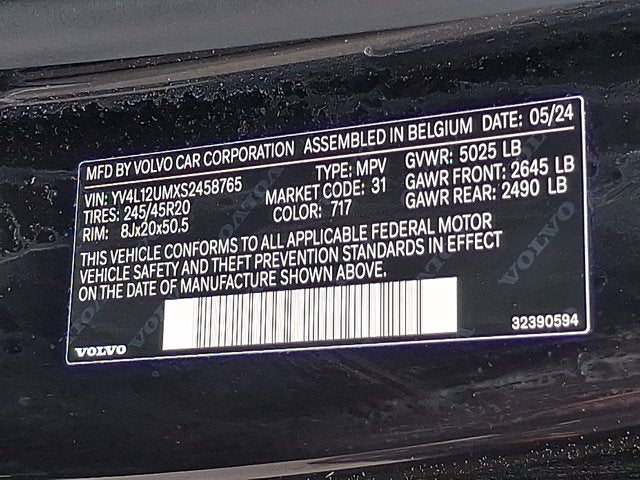 MFD BY VOLVO CAR CORPORATION ASSEMBLED IN BELGIUM DATE: 05/24
VIN: YV4L12UMXS2458765 TYPE: MPV GVWR: 5025 LB
TIRES: 245/45R20 MARKET CODE: 31 GAWR FRONT: 2645 LB
RIM: 8Jx20x50.5 COLOR: 717 GAWR REAR: 2490 LB
THIS VEHICLE CONFORMS TO ALL APPLICABLE FEDERAL MOTOR
VEHICLE SAFETY AND THEFT PREVENTION STANDARDS IN EFFECT
ON THE DATE OF MANUFACTURE SHOWN ABOVE.
VOLVO 32390594